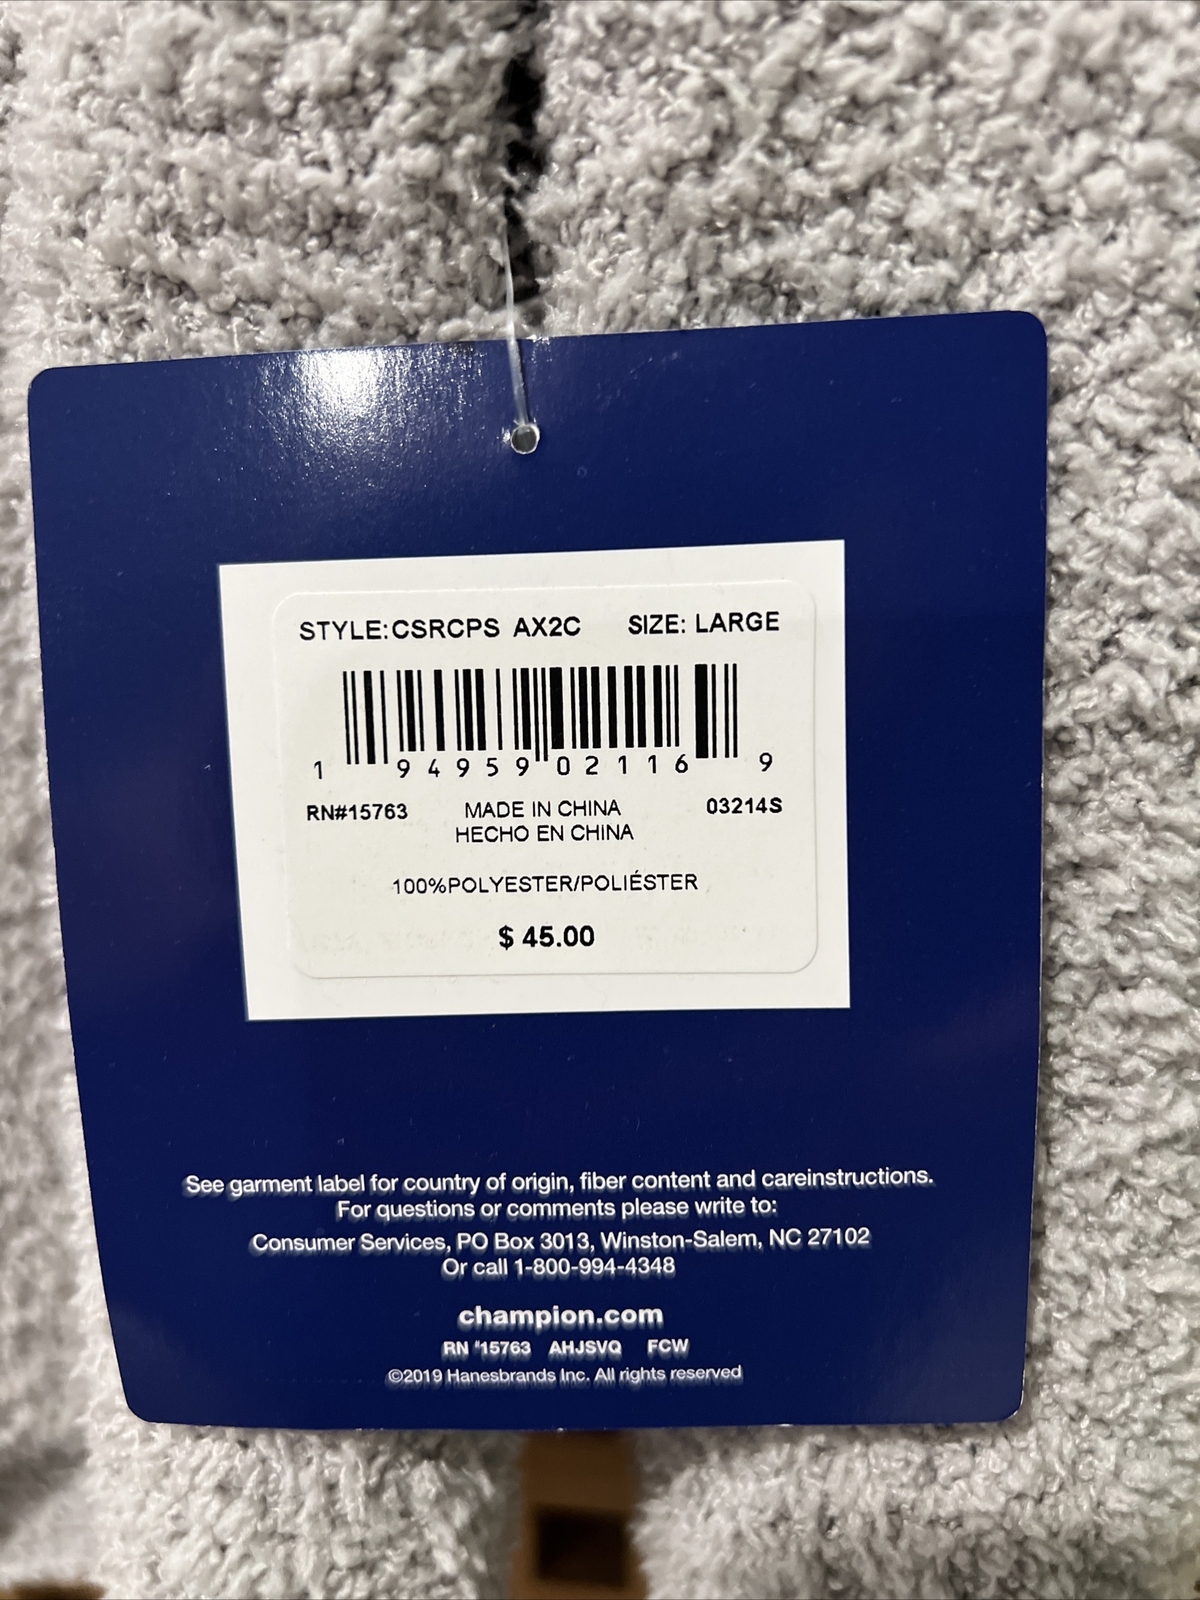 STYLE:CSRCPS AX2C SIZE: LARGE
1 94959 02116 9
RN#15763 MADE IN CHINA 03214S
HECHO EN CHINA
100%POLYESTER/POLIÉSTER
$ 45.00
See garment label for country of origin, fiber content and careinstructions.
For questions or comments please write to:
Consumer Services, PO Box 3013, Winston-Salem, NC 27102
Or call 1-800-994-4348
champion.com
RN #15763 AHJSVQ FCW
©2019 Hanesbrands Inc. All rights reserved